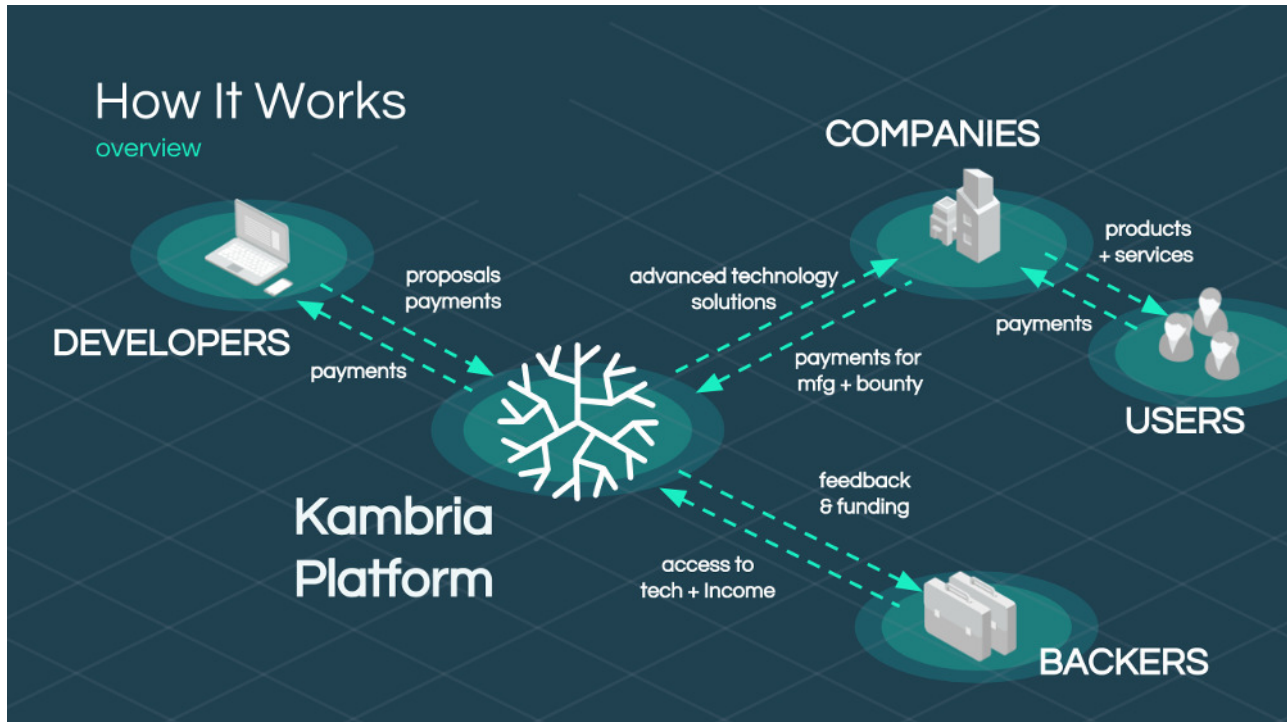 How It Works
overview
COMPANIES
products
+ services
proposals
payments
advanced technology
solutions
DEVELOPERS
payments
payments
payments for
mfg + bounty
USERS
Kambria
Platform
feedback
& funding
access to
tech + Income
BACKERS